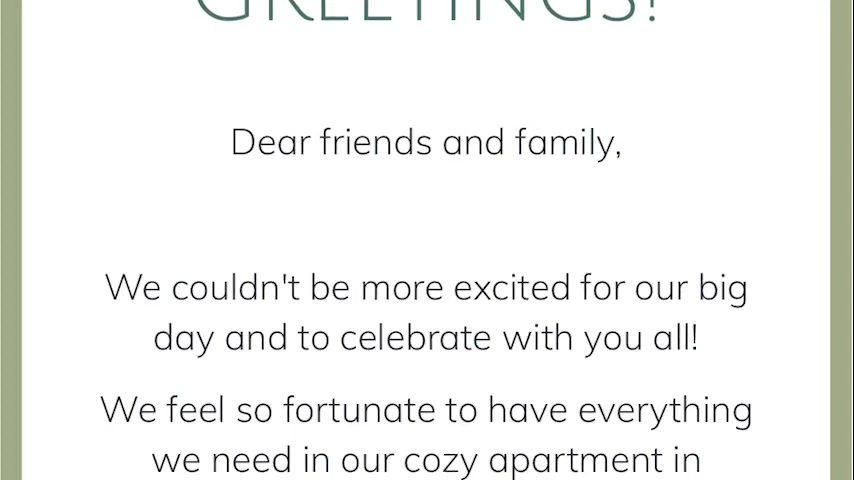 GREETINGS!
Dear friends and family,
We couldn't be more excited for our big
day and to celebrate with you all!
We feel so fortunate to have everything
we need in our cozy apartment in